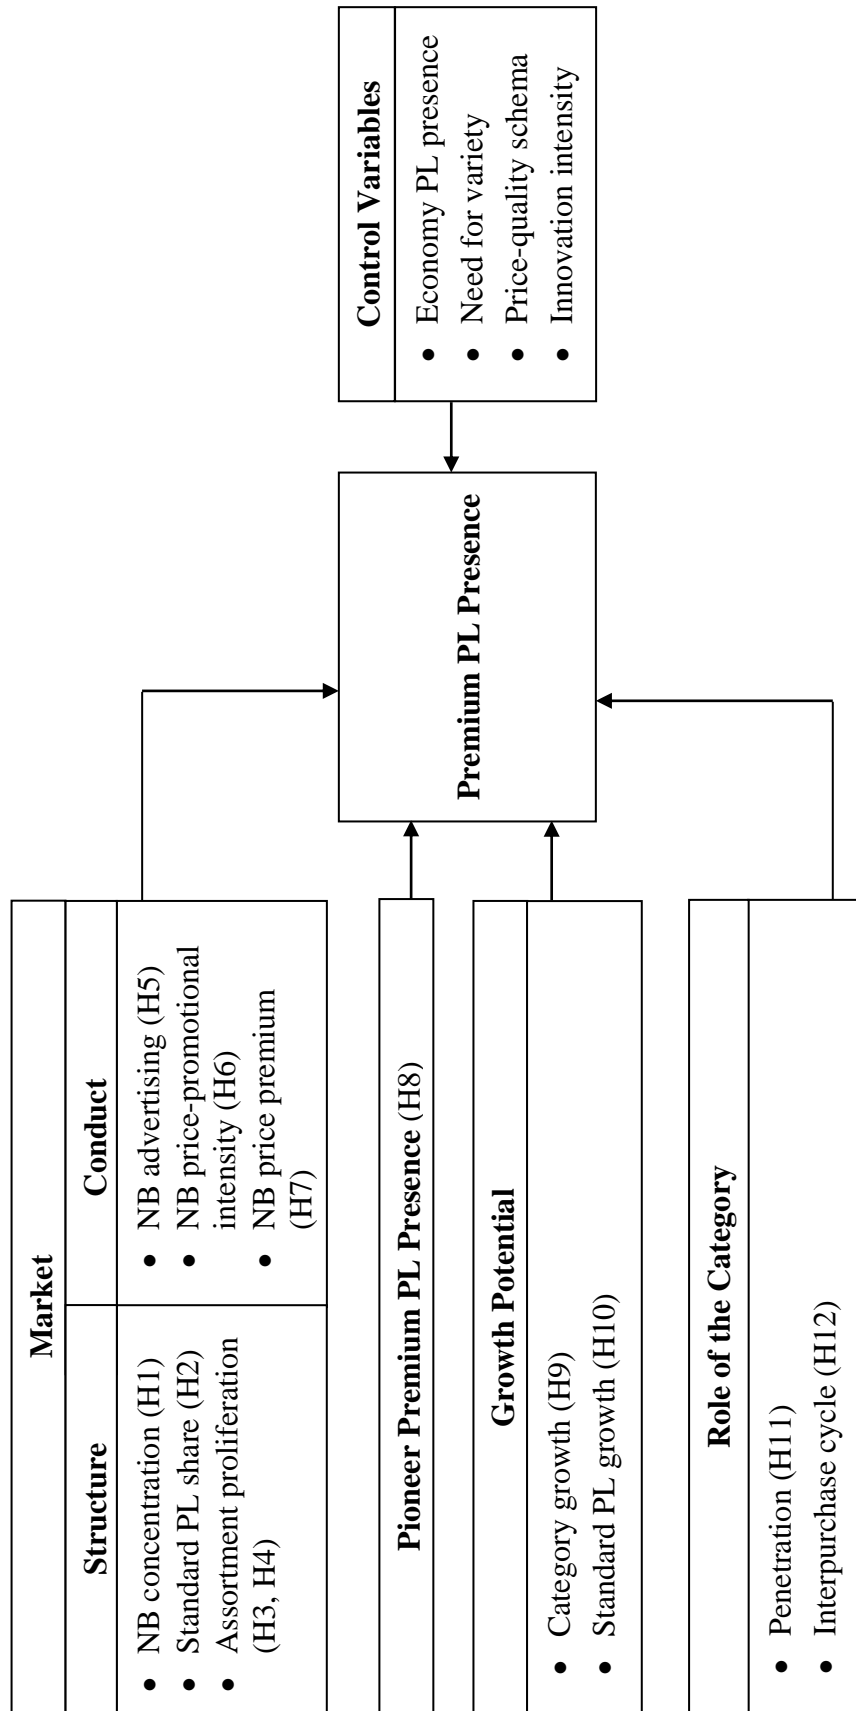 Market
Structure
● NB concentration (H1)
● Standard PL share (H2)
● Assortment proliferation
(H3, H4)
Conduct
● NB advertising (H5)
● NB price-promotional
intensity (H6)
● NB price premium
(H7)
Pioneer Premium PL Presence (H8)
Growth Potential
● Category growth (H9)
● Standard PL growth (H10)
Role of the Category
● Penetration (H11)
● Interpurchase cycle (H12)
Premium PL Presence
Control Variables
● Economy PL presence
● Need for variety
● Price-quality schema
● Innovation intensity